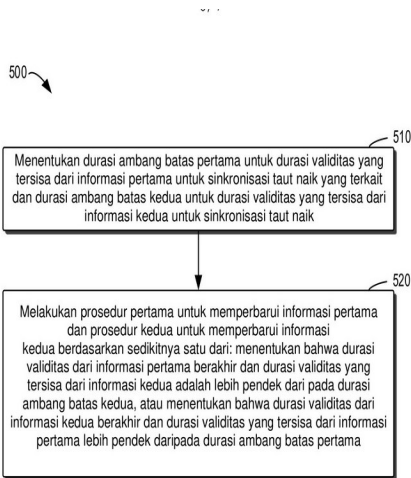 500
510
Menentukan durasi ambang batas pertama untuk durasi validitas yang
tersisa dari informasi pertama untuk sinkronisasi taut naik yang terkait
dan durasi ambang batas kedua untuk durasi validitas yang tersisa dari
informasi kedua untuk sinkronisasi taut naik
520
Melakukan prosedur pertama untuk memperbarui informasi pertama
dan prosedur kedua untuk memperbarui informasi
kedua berdasarkan sedikitnya satu dari: menentukan bahwa durasi
validitas dari informasi pertama berakhir dan durasi validitas yang
tersisa dari informasi kedua adalah lebih pendek dari pada durasi
ambang batas kedua, atau menentukan bahwa durasi validitas dari
informasi kedua berakhir dan durasi validitas yang tersisa dari informasi
pertama lebih pendek daripada durasi ambang batas pertama